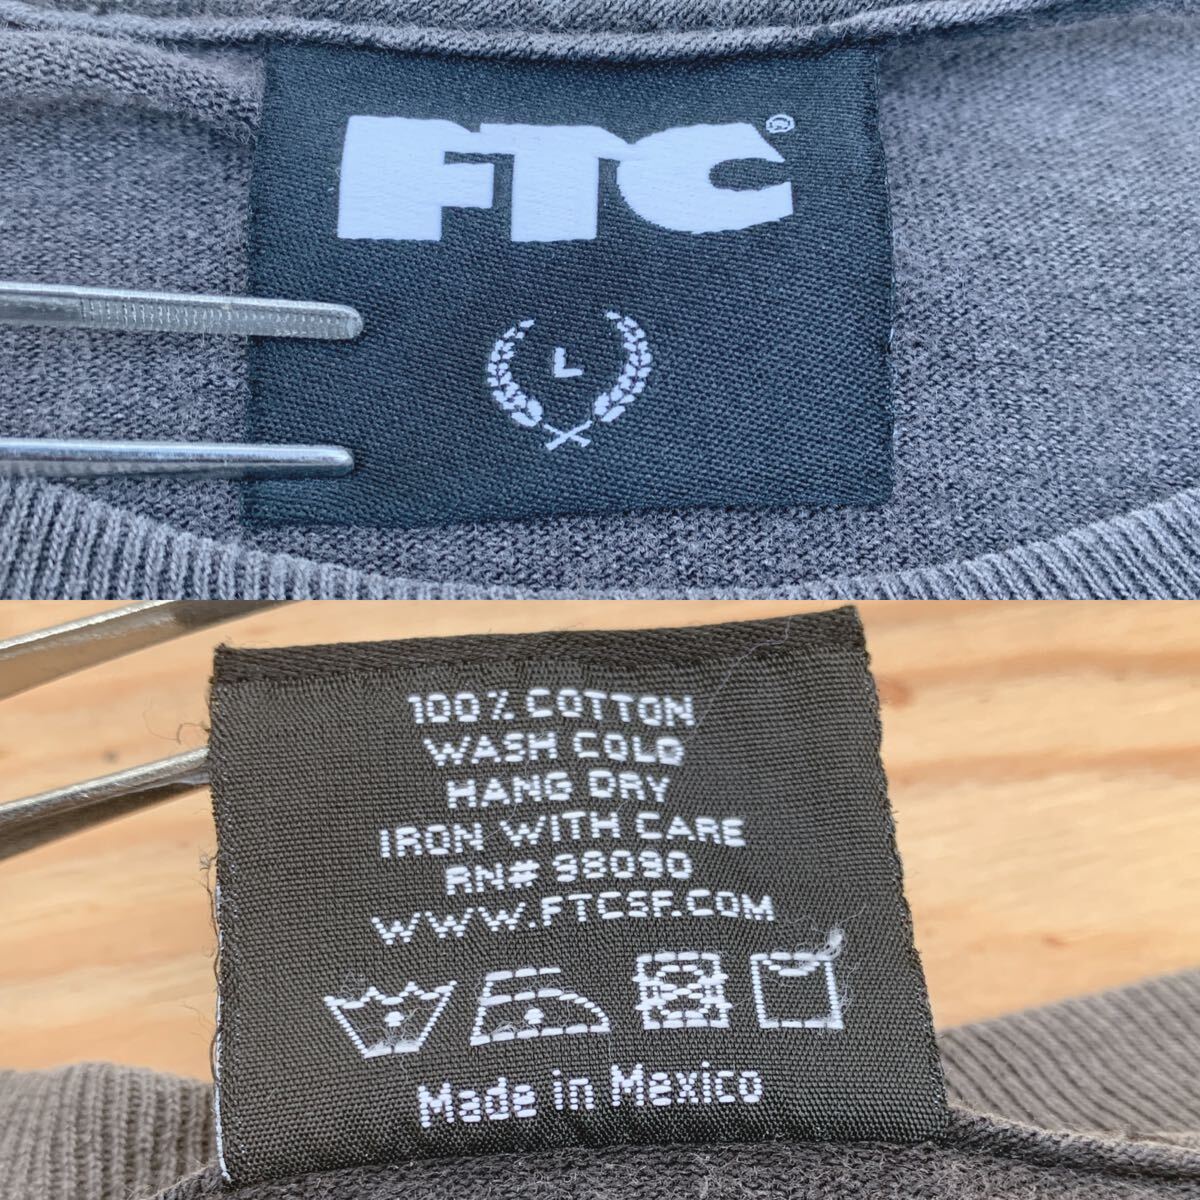 FTC®
L
100% COTTON
WASH COLD
HANG DRY
IRON WITH CARE
RN# 98090
WWW.FTCSF.COM
Made in Mexico